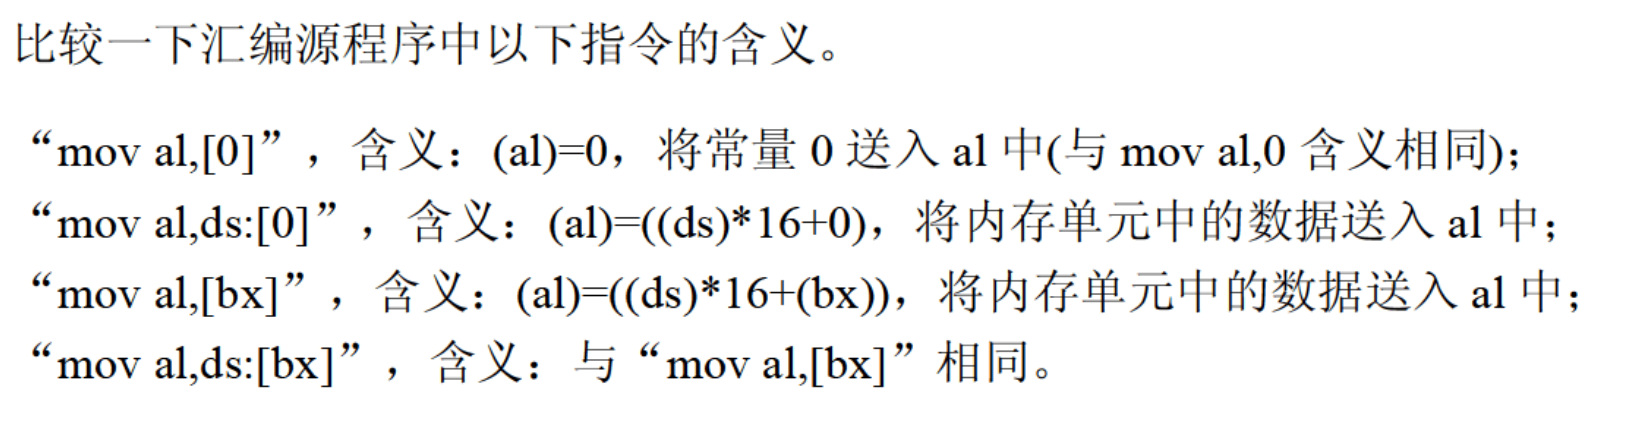 比较一下汇编源程序中以下指令的含义。
“mov al,[0]”，含义：(al)=0，将常量 0 送入 al 中(与 mov al,0 含义相同)；
“mov al,ds:[0]”，含义：(al)=((ds)*16+0)，将内存单元中的数据送入 al 中；
“mov al,[bx]”，含义：(al)=((ds)*16+(bx))，将内存单元中的数据送入 al 中；
“mov al,ds:[bx]”，含义：与“mov al,[bx]”相同。